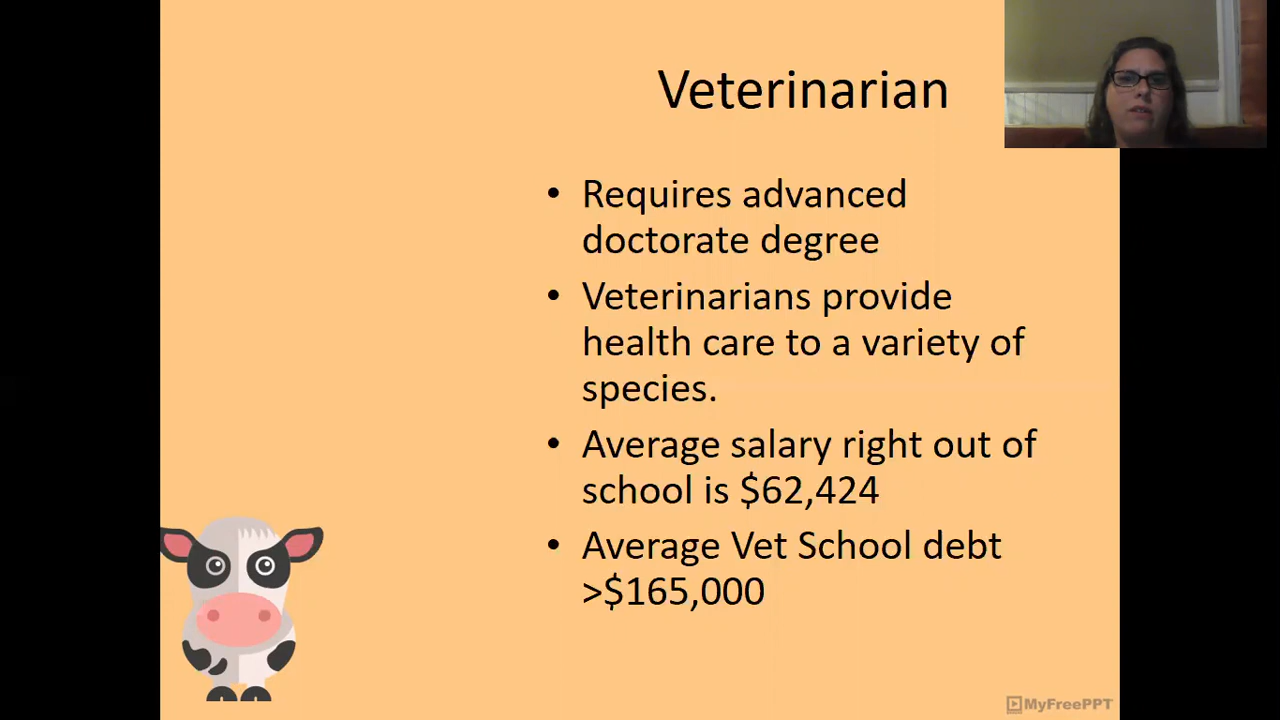 Veterinarian
• Requires advanced
doctorate degree
• Veterinarians provide
health care to a variety of
species.
• Average salary right out of
school is $62,424
• Average Vet School debt
>$165,000
MyFreePPT